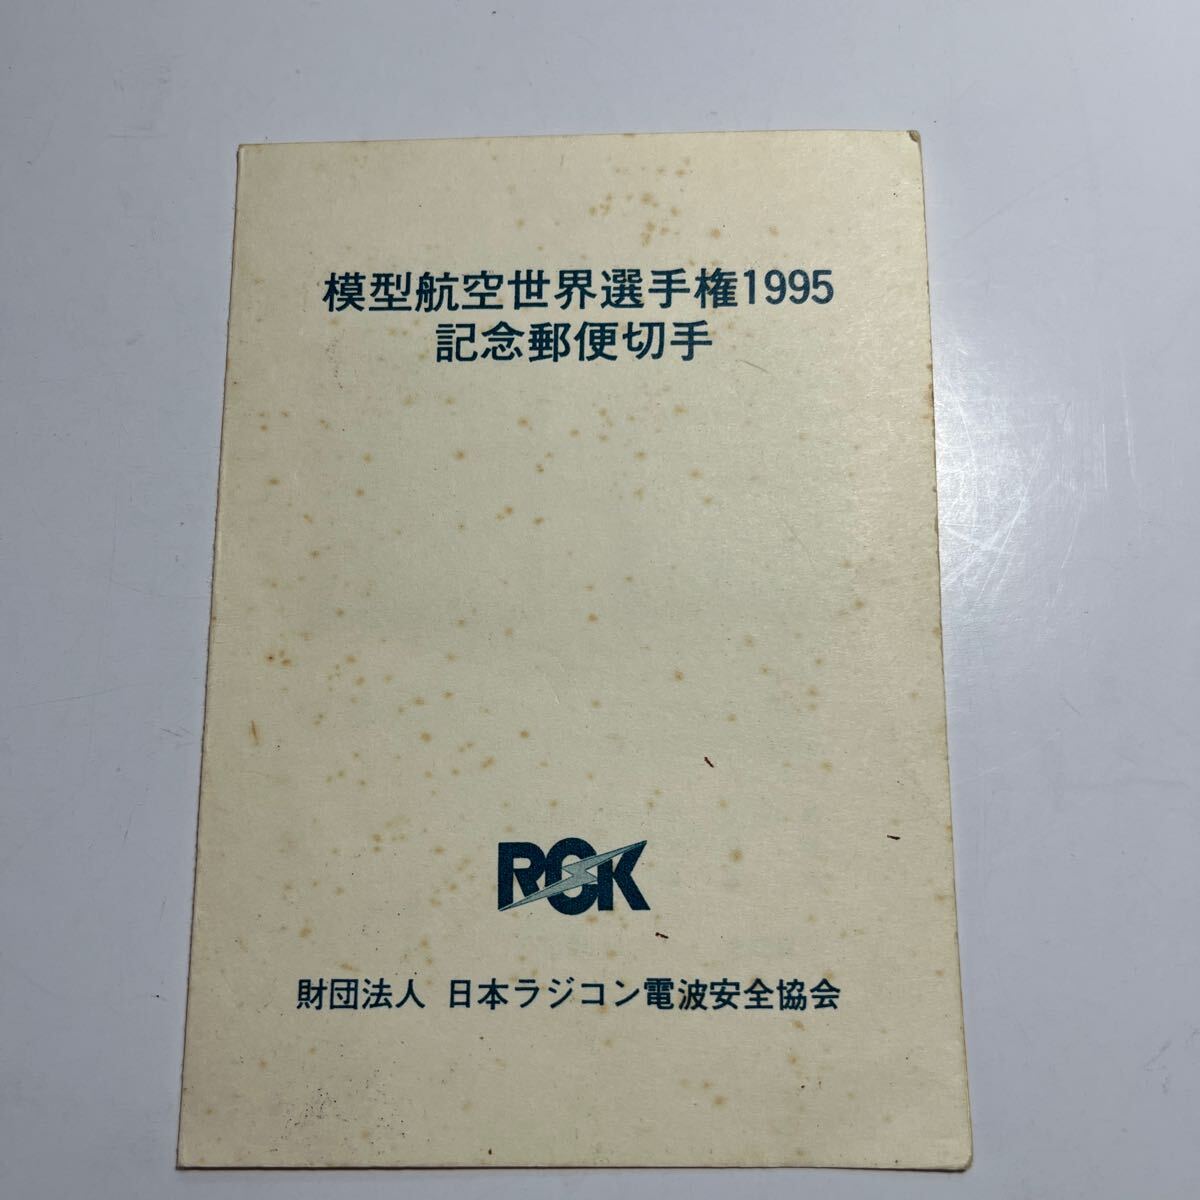 模型航空世界選手権1995
記念郵便切手
RCK
財団法人 日本ラジコン電波安全協会